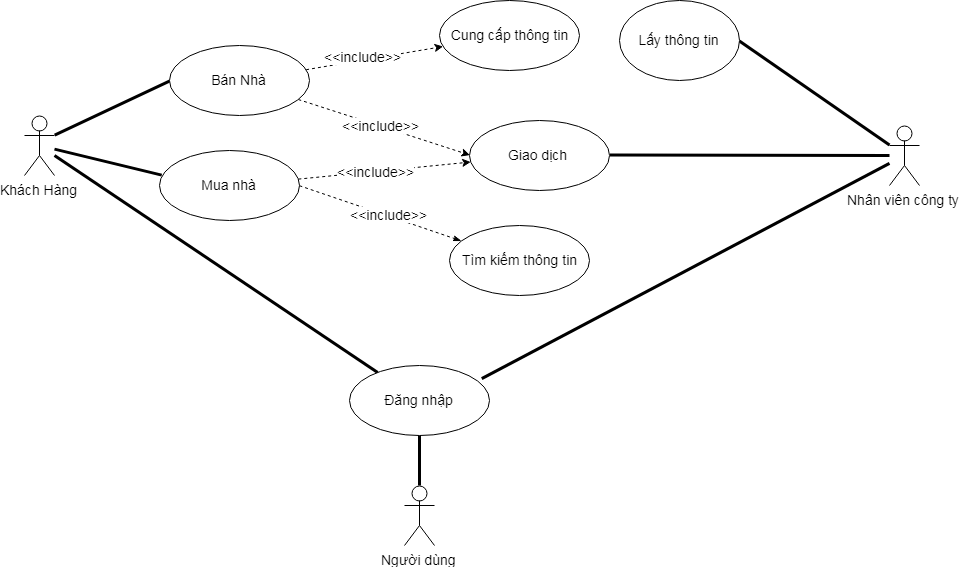 Cung cấp thông tin
Lấy thông tin
<<include>>
Bán Nhà
<<include>>
Giao dịch
<<include>>
Khách Hàng
Mua nhà
Nhân viên công ty
<<include>>
Tìm kiếm thông tin
Đăng nhập
Người dùng